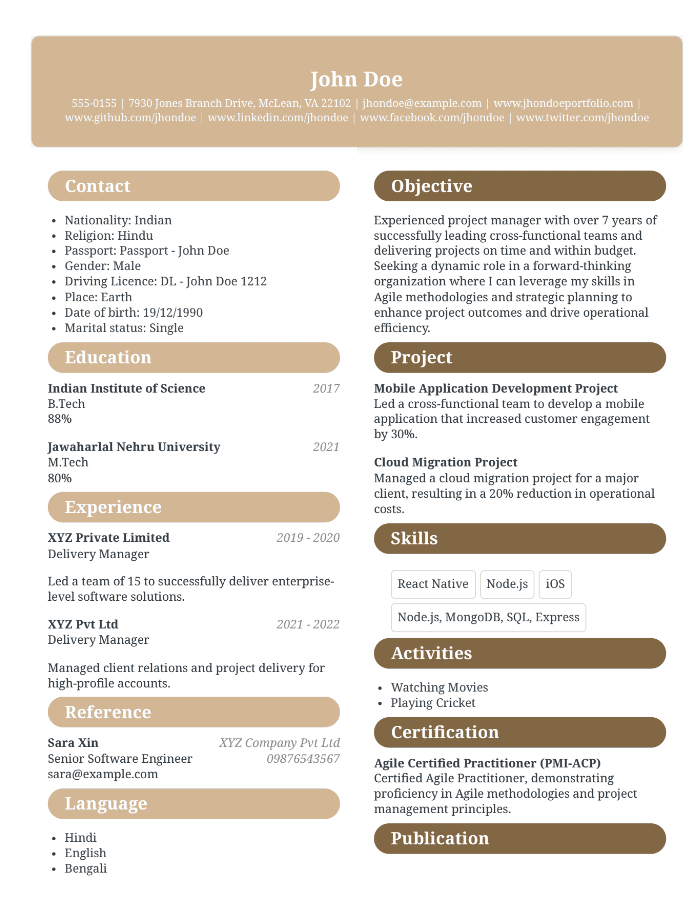 John Doe
555-0155 | 7930 Jones Branch Drive, McLean, VA 22102 | jhondoe@example.com | www.jhondoeportfolio.com |
www.github.com/jhondoe | www.linkedin.com/jhondoe | www.facebook.com/jhondoe | www.twitter.com/jhondoe
Contact
• Nationality: Indian
• Religion: Hindu
• Passport: Passport - John Doe
• Gender: Male
• Driving Licence: DL - John Doe 1212
• Place: Earth
• Date of birth: 19/12/1990
• Marital status: Single
Education
Indian Institute of Science 2017
B.Tech
88%
Jawaharlal Nehru University 2021
M.Tech
80%
Experience
XYZ Private Limited 2019 - 2020
Delivery Manager
Led a team of 15 to successfully deliver enterprise-
level software solutions.
XYZ Pvt Ltd 2021 - 2022
Delivery Manager
Managed client relations and project delivery for
high-profile accounts.
Reference
Sara Xin XYZ Company Pvt Ltd
Senior Software Engineer 09876543567
sara@example.com
Language
• Hindi
• English
• Bengali
Objective
Experienced project manager with over 7 years of
successfully leading cross-functional teams and
delivering projects on time and within budget.
Seeking a dynamic role in a forward-thinking
organization where I can leverage my skills in
Agile methodologies and strategic planning to
enhance project outcomes and drive operational
efficiency.
Project
Mobile Application Development Project
Led a cross-functional team to develop a mobile
application that increased customer engagement
by 30%.
Cloud Migration Project
Managed a cloud migration project for a major
client, resulting in a 20% reduction in operational
costs.
Skills
React Native Node.js iOS
Node.js, MongoDB, SQL, Express
Activities
• Watching Movies
• Playing Cricket
Certification
Agile Certified Practitioner (PMI-ACP)
Certified Agile Practitioner, demonstrating
proficiency in Agile methodologies and project
management principles.
Publication